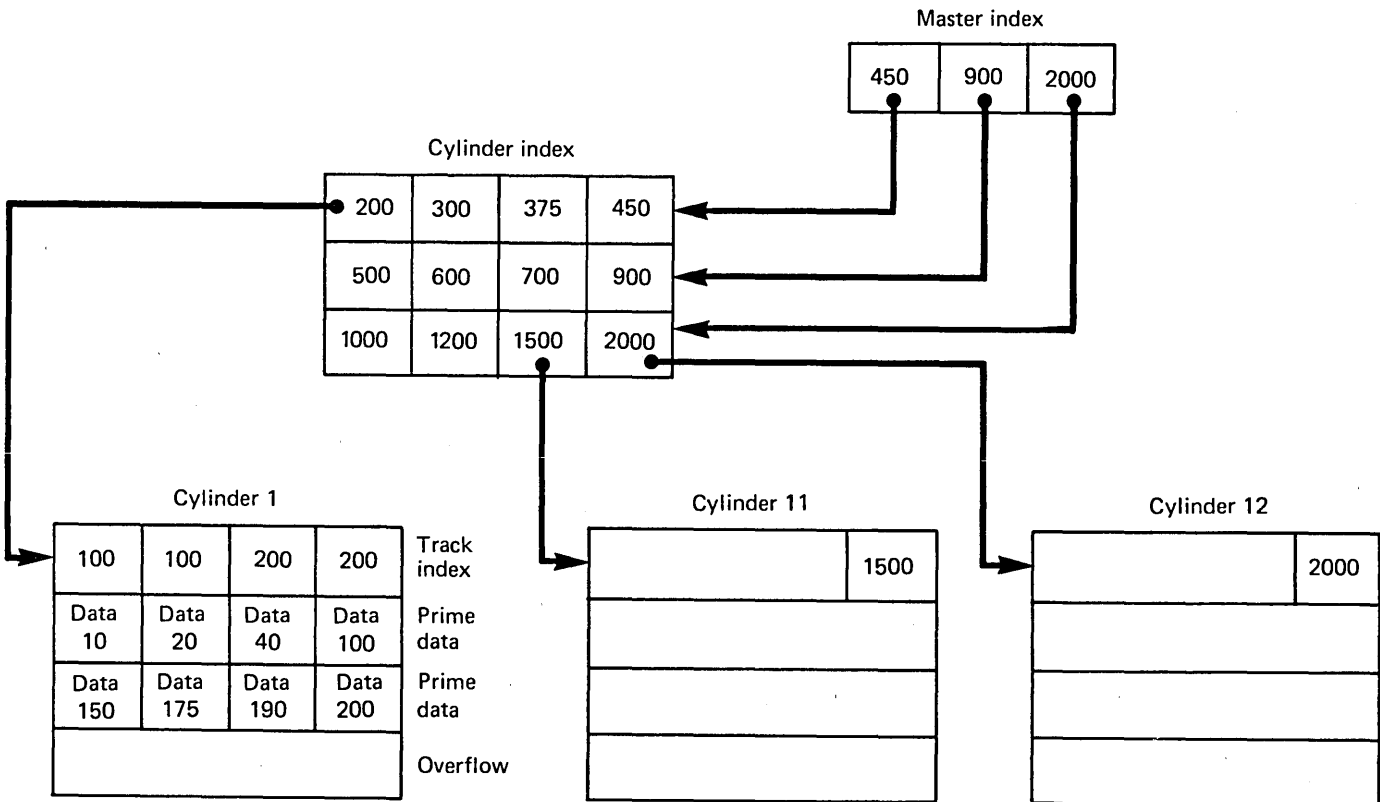 Master index
450 900 2000
Cylinder index
200 300 375 450
500 600 700 900
1000 1200 1500 2000
Cylinder 1
100 100 200 200
Track
index
Data Data Data Data
10 20 40 100
Prime
data
Data Data Data Data
150 175 190 200
Prime
data
Overflow
Cylinder 11
1500
Cylinder 12
2000